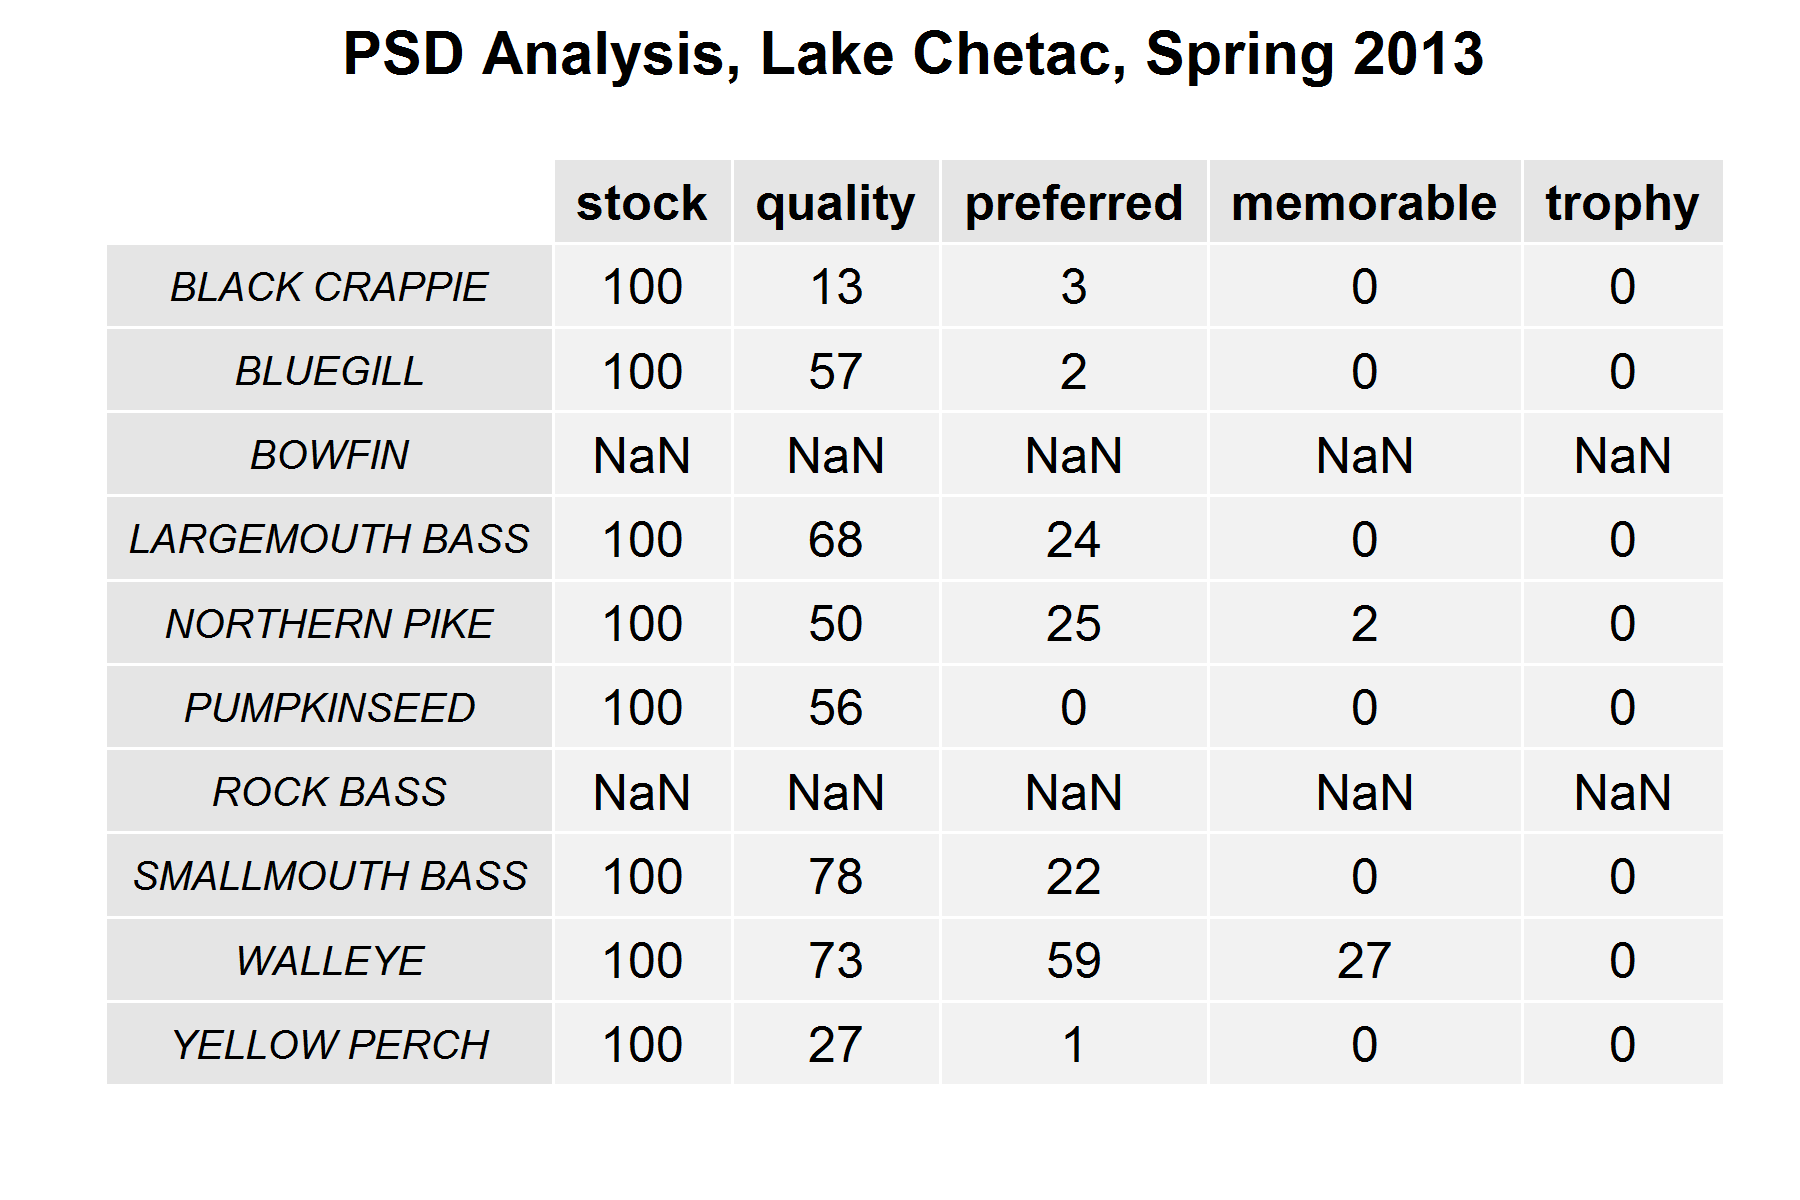 PSD Analysis, Lake Chetac, Spring 2013
stock quality preferred memorable trophy
BLACK CRAPPIE 100 13 3 0 0
BLUEGILL 100 57 2 0 0
BOWFIN NaN NaN NaN NaN NaN
LARGEMOUTH BASS 100 68 24 0 0
NORTHERN PIKE 100 50 25 2 0
PUMPKINSEED 100 56 0 0 0
ROCK BASS NaN NaN NaN NaN NaN
SMALLMOUTH BASS 100 78 22 0 0
WALLEYE 100 73 59 27 0
YELLOW PERCH 100 27 1 0 0